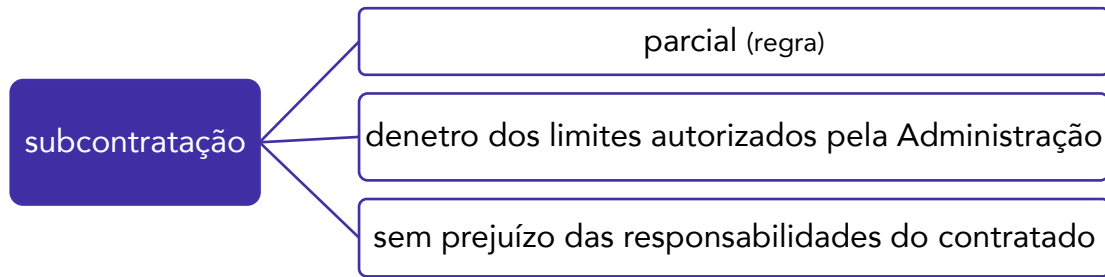 parcial (regra)
subcontratação
denetro dos limites autorizados pela Administração
sem prejuízo das responsabilidades do contratado